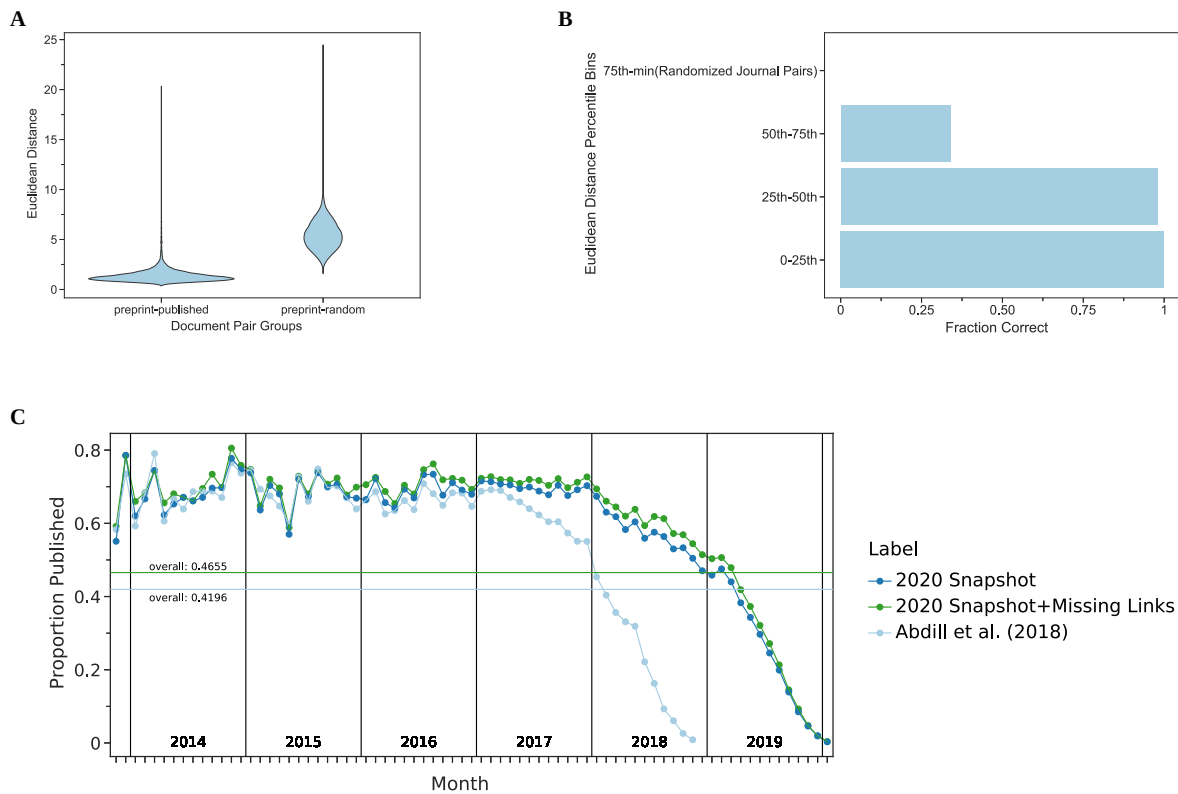 A
25
20
15
10
5
0
Euclidean Distance
preprint-published
preprint-random
Document Pair Groups
B
Euclidean Distance Percentile Bins
75th-min(Randomized Journal Pairs)
50th-75th
25th-50th
0-25th
0
0.25
0.50
0.75
1
Fraction Correct
C
Proportion Published
0.8
0.6
0.4
0.2
0
overall: 0.4655
overall: 0.4196
2014
2015
2016
2017
2018
2019
Month
Label
2020 Snapshot
2020 Snapshot+Missing Links
Abdill et al. (2018)